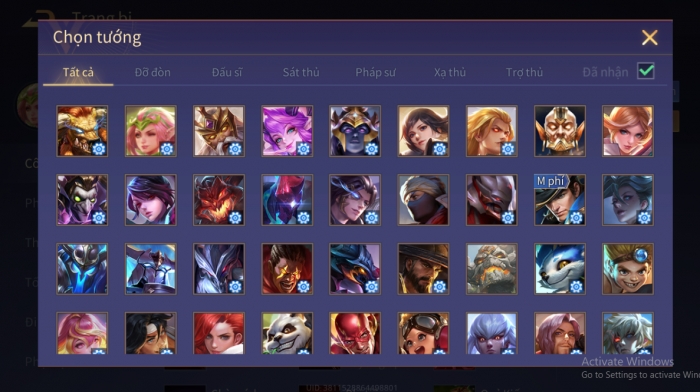 Trang bị
Chọn tướng
Tất cả
Đỡ đòn
Đấu sĩ
Sát thủ
Pháp sư
Xạ thủ
Trợ thủ
Đã nhận
M phí
Activate Windows
Go to Settings to activate Win